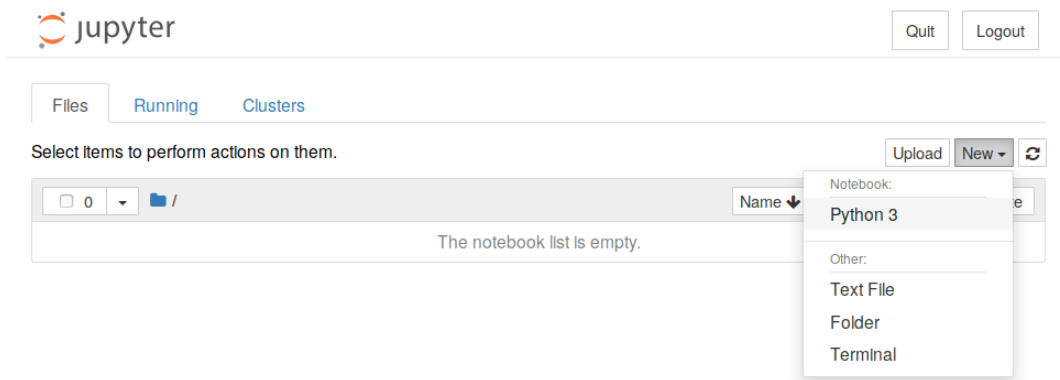 jupyter
Quit Logout
Files Running Clusters
Select items to perform actions on them.
Upload New
0 / Name
The notebook list is empty.
Notebook:
Python 3
Other:
Text File
Folder
Terminal